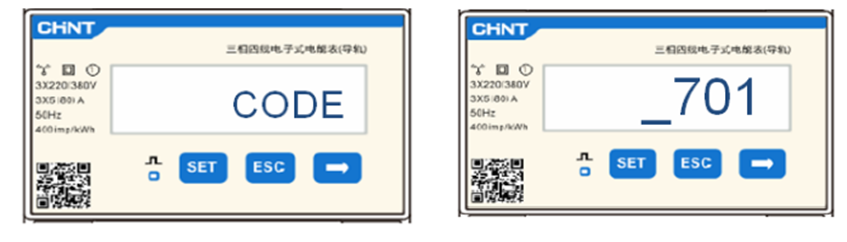 CHNT
三相四线电子式电能表(导轨)
3X220/380V
3X5(80)A
50Hz
400imp/kWh
CODE
SET
ESC
CHNT
三相四线电子式电能表(导轨)
3X220/380V
3X5(80)A
50Hz
400imp/kWh
_701
SET
ESC